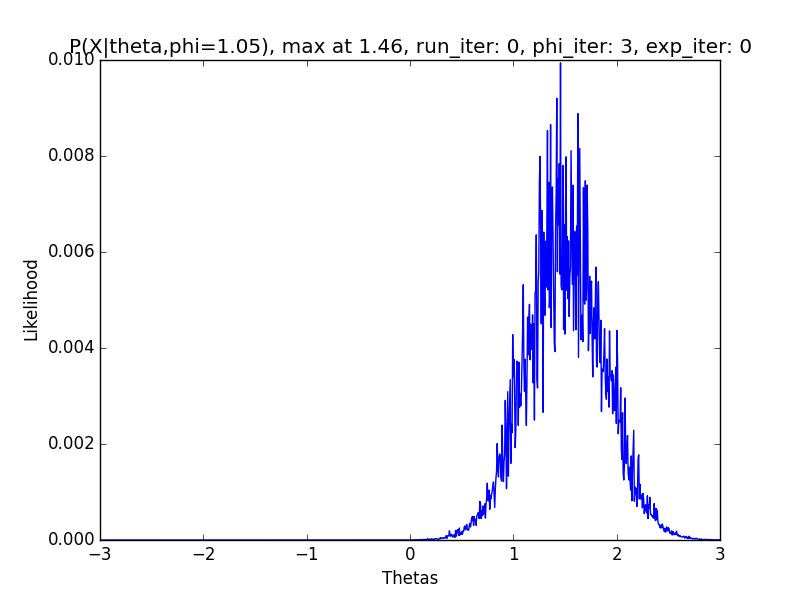 P(X|theta,phi=1.05), max at 1.46, run_iter: 0, phi_iter: 3, exp_iter: 0
0.010
0.008
0.006
0.004
0.002
0.000
Likelihood
−3 −2 −1 0 1 2 3
Thetas